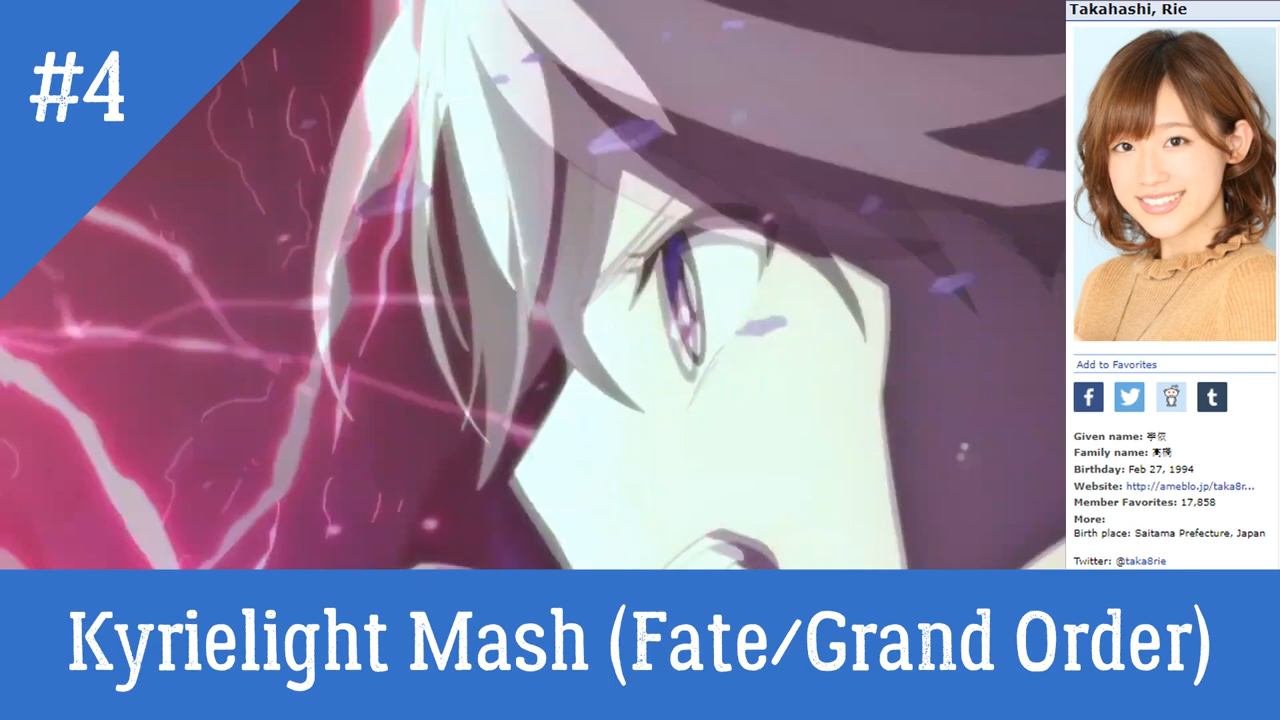 #4
Takahashi, Rie
Add to Favorites
f
t
Given name: 李依
Family name: 高橋
Birthday: Feb 27, 1994
Website: http://ameblo.jp/taka8r...
Member Favorites: 17,858
More:
Birth place: Saitama Prefecture, Japan
Twitter: @taka8rie
Kyrielight Mash (Fate/Grand Order)